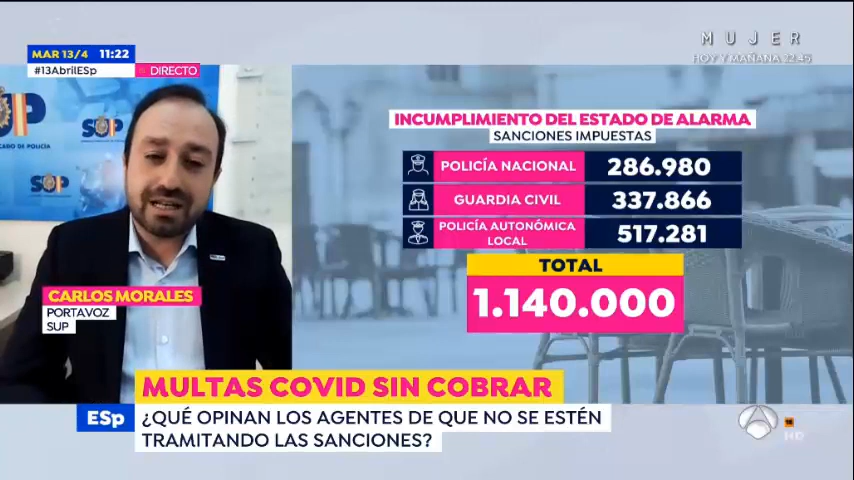 MUJER
HOY Y MAÑANA 22:45
MAR 13/4 11:22
#13AbrilESp
DIRECTO
SUP
SUP
SUP
INCUMPLIMIENTO DEL ESTADO DE ALARMA
SANCIONES IMPUESTAS
POLICÍA NACIONAL 286.980
GUARDIA CIVIL 337.866
POLICÍA AUTONÓMICA
LOCAL 517.281
TOTAL
1.140.000
CARLOS MORALES
PORTAVOZ
SUP
MULTAS COVID SIN COBRAR
ESp
¿QUÉ OPINAN LOS AGENTES DE QUE NO SE ESTÉN
TRAMITANDO LAS SANCIONES?
HD